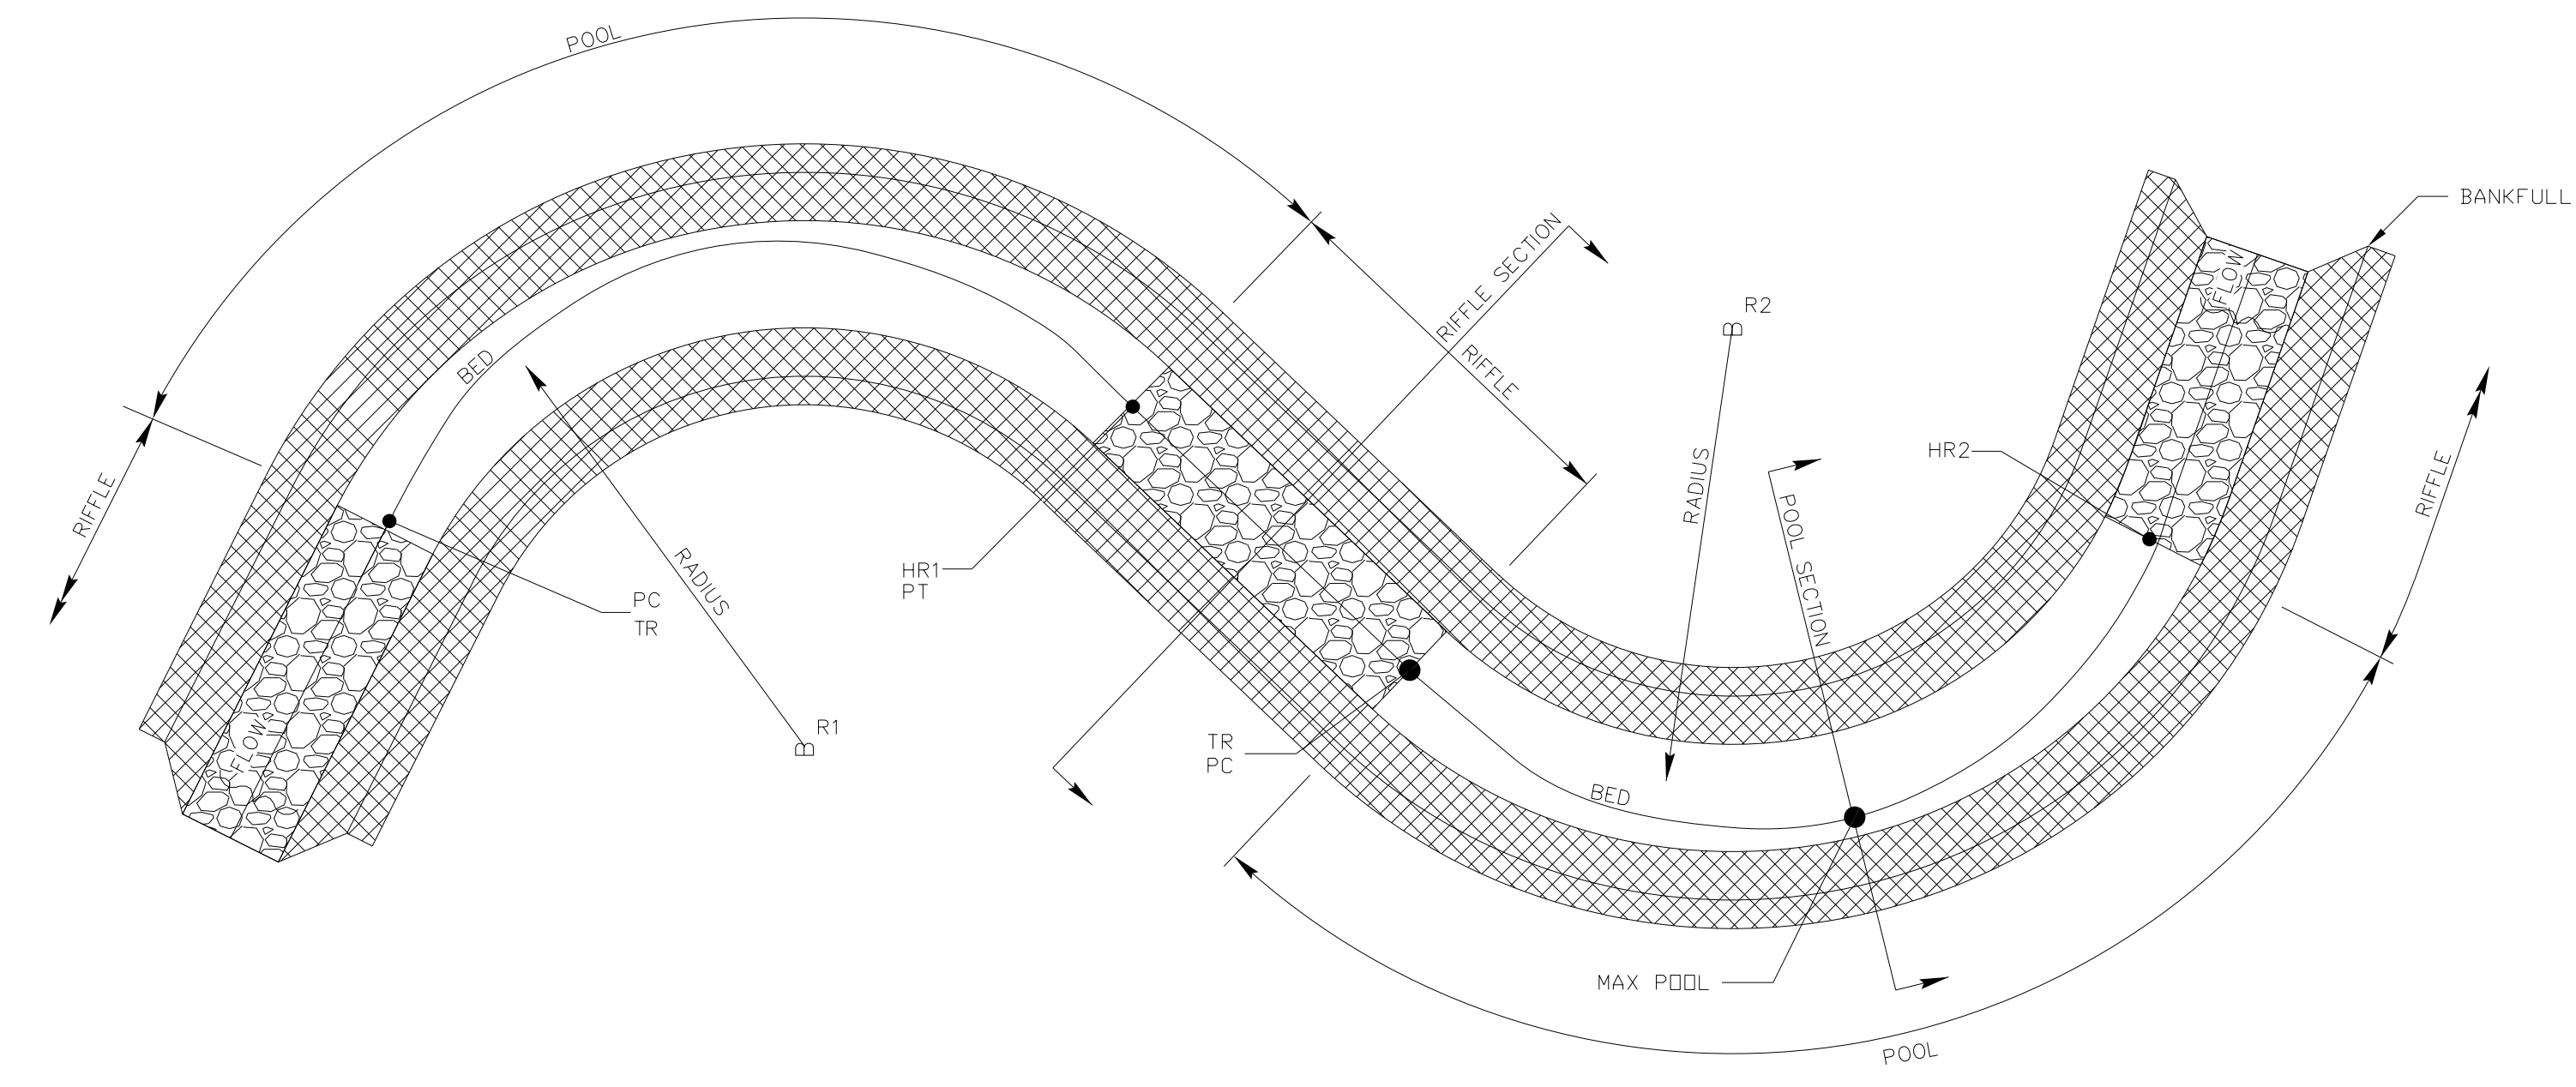 POOL
BANKFULL
RIFFLE SECTION
FLOW
R2
RIFFLE
BED
HR2
RADIUS
RIFFLE
RIFFLE
POOL SECTION
HR1
PT
RADIUS
PC
TR
R1
FLOW
TR
PC
BED
MAX POOL
POOL